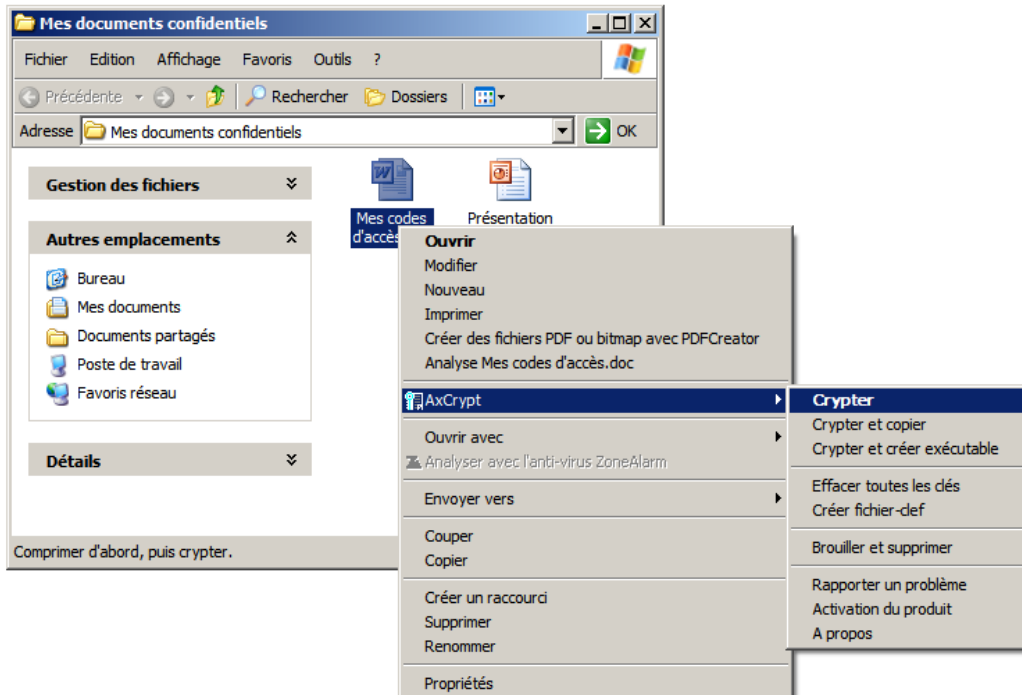 Mes documents confidentiels
Fichier Edition Affichage Favoris Outils ?
Précédente Rechercher Dossiers
Adresse Mes documents confidentiels OK
Gestion des fichiers
Autres emplacements
Bureau
Mes documents
Documents partagés
Poste de travail
Favoris réseau
Détails
Mes codes
d'accès
Présentation
Comprimer d'abord, puis crypter.
Ouvrir
Modifier
Nouveau
Imprimer
Créer des fichiers PDF ou bitmap avec PDFCreator
Analyse Mes codes d'accès.doc
AxCrypt
Ouvrir avec
Analyser avec l'anti-virus ZoneAlarm
Envoyer vers
Couper
Copier
Créer un raccourci
Supprimer
Renommer
Propriétés
Crypter
Crypter et copier
Crypter et créer exécutable
Effacer toutes les clés
Créer fichier-clef
Brouiller et supprimer
Rapporter un problème
Activation du produit
A propos